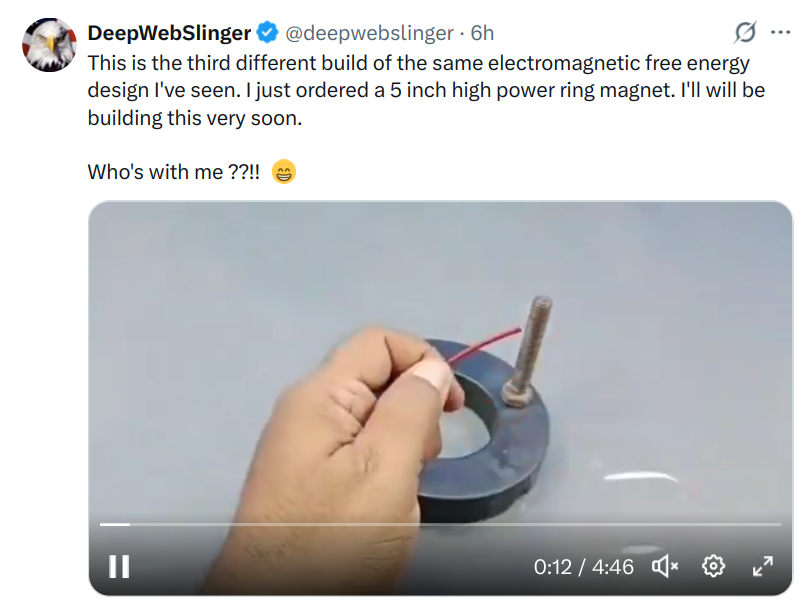 DeepWebSlinger @deepwebslinger · 6h
This is the third different build of the same electromagnetic free energy
design I've seen. I just ordered a 5 inch high power ring magnet. I'll will be
building this very soon.
Who's with me ??!! 😁
0:12 / 4:46